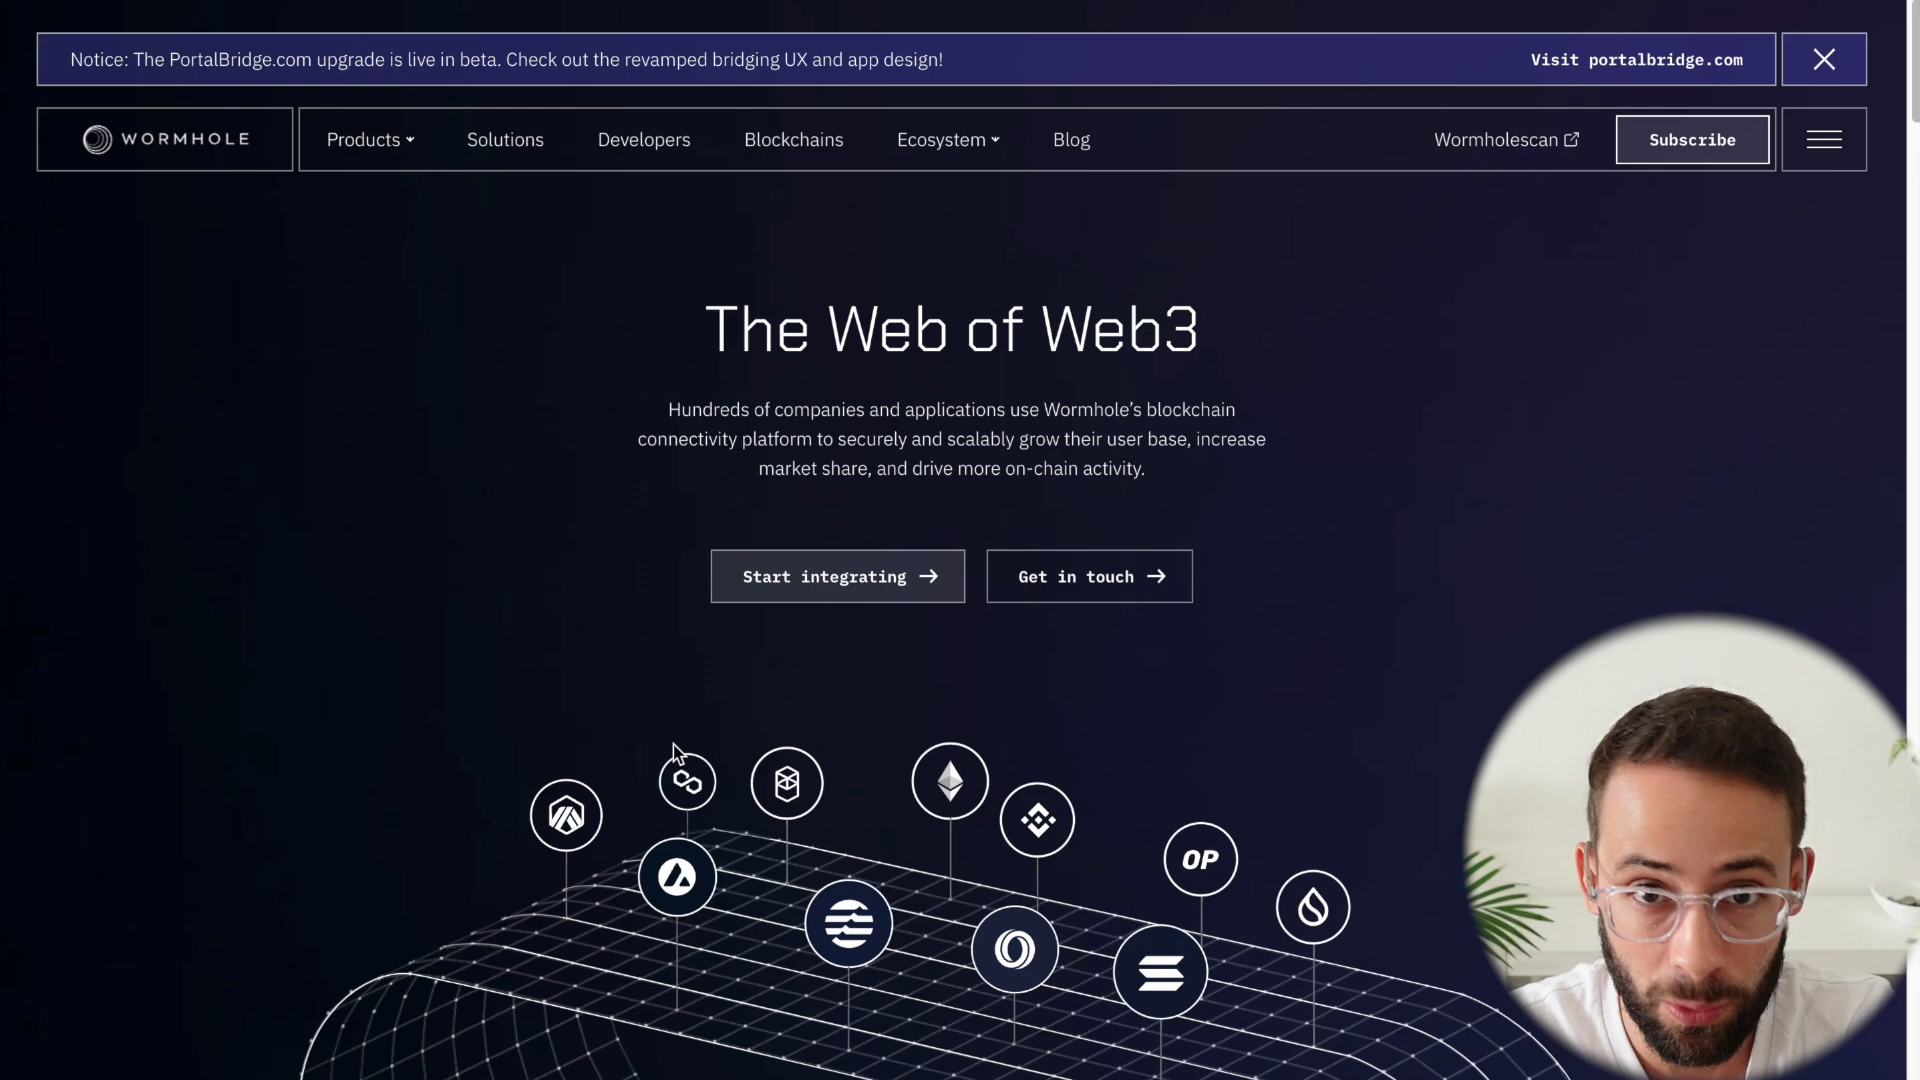 Notice: The PortalBridge.com upgrade is live in beta. Check out the revamped bridging UX and app design!
Visit portalbridge.com
WORMHOLE
Products
Solutions
Developers
Blockchains
Ecosystem
Blog
Wormholescan
Subscribe
The Web of Web3
Hundreds of companies and applications use Wormhole’s blockchain
connectivity platform to securely and scalably grow their user base, increase
market share, and drive more on-chain activity.
Start integrating
Get in touch
OP